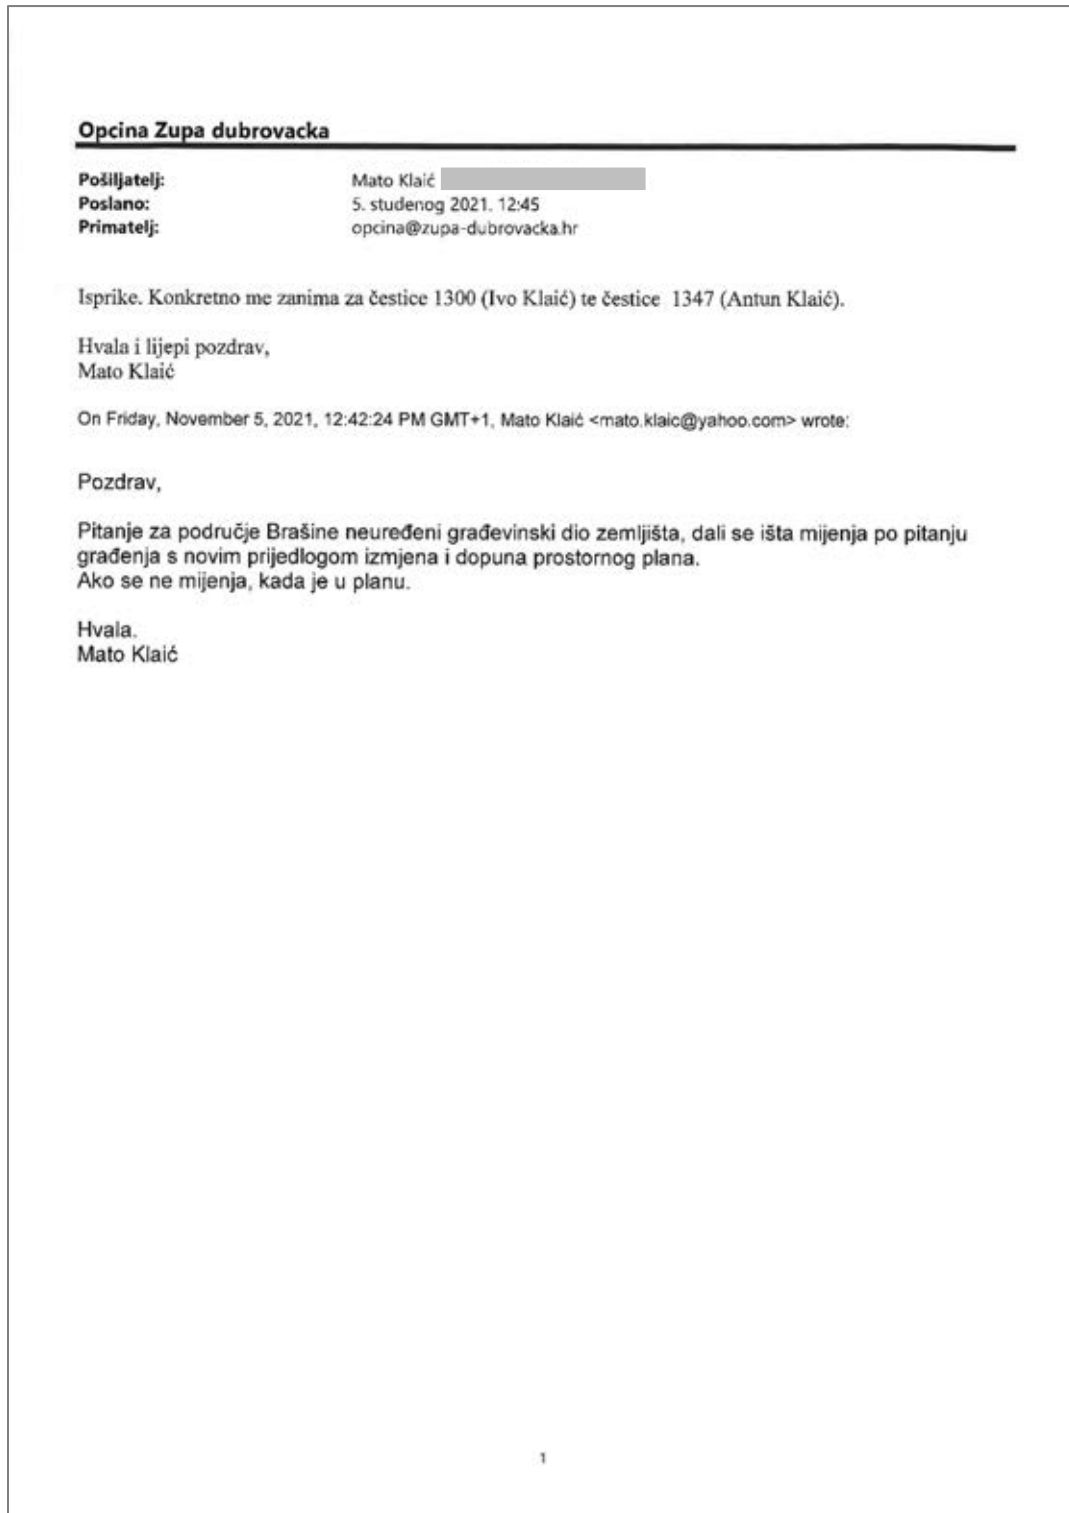 Opcina Zupa dubrovacka
Pošiljatelj: Mato Klaić
Poslano: 5. studenog 2021. 12:45
Primatelj: opcina@zupa-dubrovacka.hr
Isprike. Konkretno me zanima za čestice 1300 (Ivo Klaić) te čestice 1347 (Antun Klaić).
Hvala i lijepi pozdrav,
Mato Klaić
On Friday, November 5, 2021, 12:42:24 PM GMT+1, Mato Klaić <mato.klaic@yahoo.com> wrote:
Pozdrav,
Pitanje za područje Brašine neuređeni građevinski dio zemljišta, dali se išta mijenja po pitanju
građenja s novim prijedlogom izmjena i dopuna prostornog plana.
Ako se ne mijenja, kada je u planu.
Hvala.
Mato Klaić
1